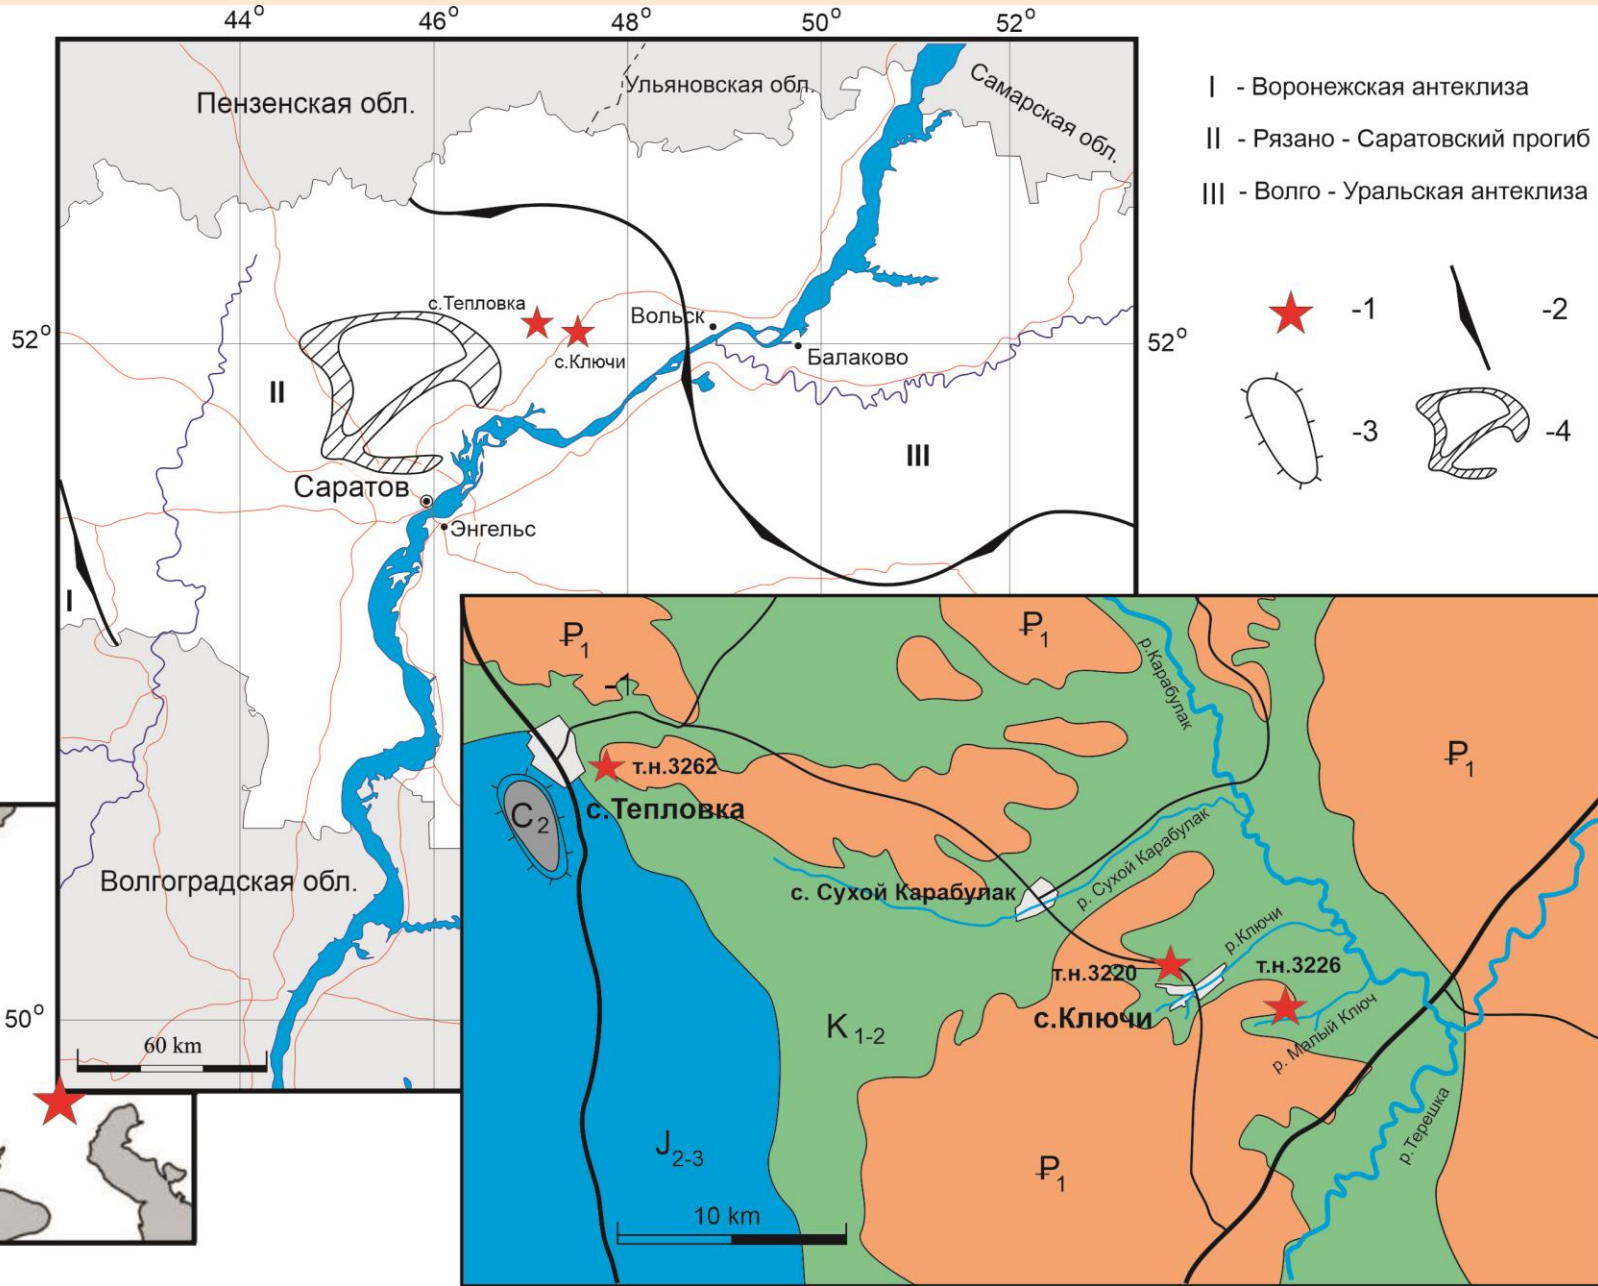 44° 46° 48° 50° 52°
Пензенская обл.
Ульяновская обл.
Самарская обл.
I - Воронежская антеклиза
II - Рязано - Саратовский прогиб
III - Волго - Уральская антеклиза
-1
-2
-3
-4
с.Тепловка
с.Ключи
Вольск
Балаково
52°
52°
II
III
Саратов
Энгельс
I
Волгоградская обл.
50°
60 km
P1
P1
P1
-1
р.Карабулак
т.н.3262
с.Тепловка
C2
с. Сухой Карабулак
р. Сухой Карабулак
р.Ключи
т.н.3220
т.н.3226
с.Ключи
р. Малый Ключ
K1-2
J2-3
P1
р.Терешка
10 km